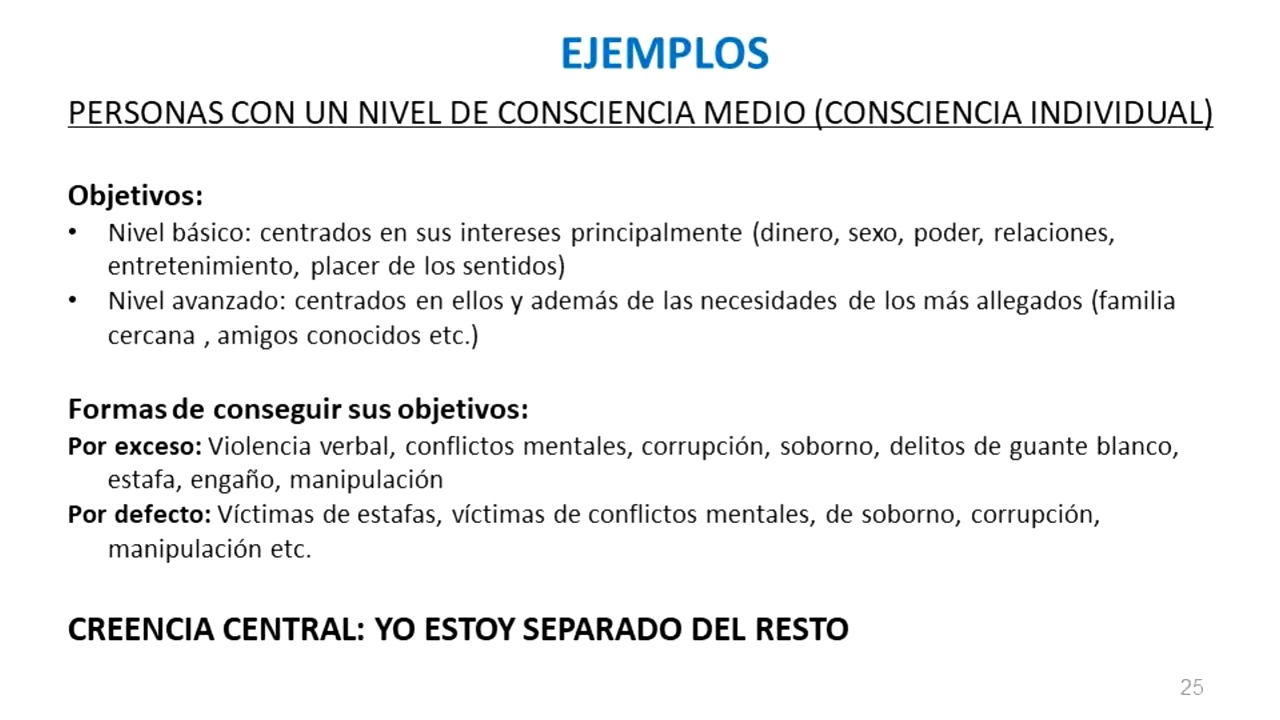 EJEMPLOS
PERSONAS CON UN NIVEL DE CONSCIENCIA MEDIO (CONSCIENCIA INDIVIDUAL)
Objetivos:
• Nivel básico: centrados en sus intereses principalmente (dinero, sexo, poder, relaciones,
entretenimiento, placer de los sentidos)
• Nivel avanzado: centrados en ellos y además de las necesidades de los más allegados (familia
cercana , amigos conocidos etc.)
Formas de conseguir sus objetivos:
Por exceso: Violencia verbal, conflictos mentales, corrupción, soborno, delitos de guante blanco,
estafa, engaño, manipulación
Por defecto: Víctimas de estafas, víctimas de conflictos mentales, de soborno, corrupción,
manipulación etc.
CREENCIA CENTRAL: YO ESTOY SEPARADO DEL RESTO
25